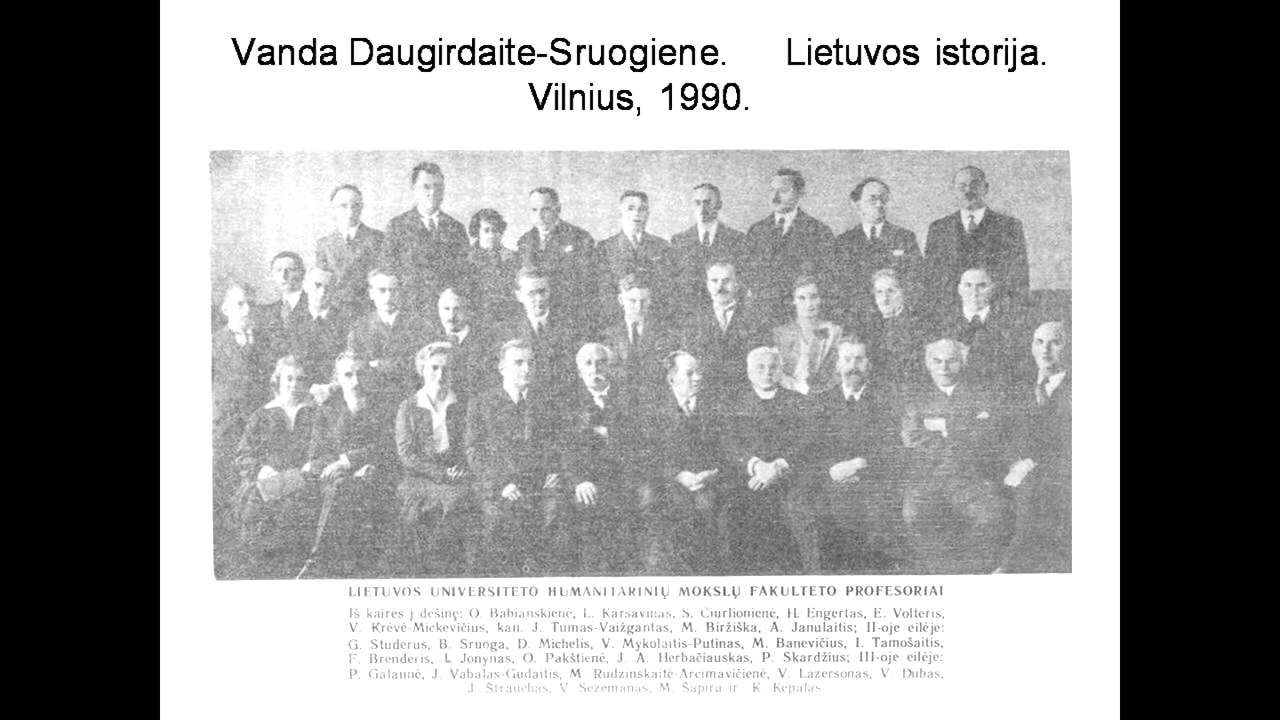 Vanda Daugirdaite-Sruogiene. Lietuvos istorija.
Vilnius, 1990.
LIETUVOS UNIVERSITETO HUMANITARINIŲ MOKSLŲ FAKULTETO PROFESORIAI
Iš kairės į dešinę: O. Babianskienė, L. Karsavinas, S. Čiurlionienė, H. Engertas, E. Volteris,
V. Krėvė-Mickevičius, kan. J. Tumas-Vaižgantas, M. Biržiška, A. Janulaitis; II-oje eilėje:
G. Studerus, B. Sruoga, D. Michelis, V. Mykolaitis-Putinas, M. Banevičius, I. Tamošaitis,
F. Brenderis, I. Jonynas, O. Pakštienė, J. A. Herbačiauskas, P. Skardžius; III-oje eilėje:
P. Galaunė, J. Vabalas-Gudaitis, M. Rudzinskaitė-Arcimavičienė, V. Lazersonas, V. Dubas,
J. Štrauchas, V. Sezemanas, M. Šapira ir K. Kepalas